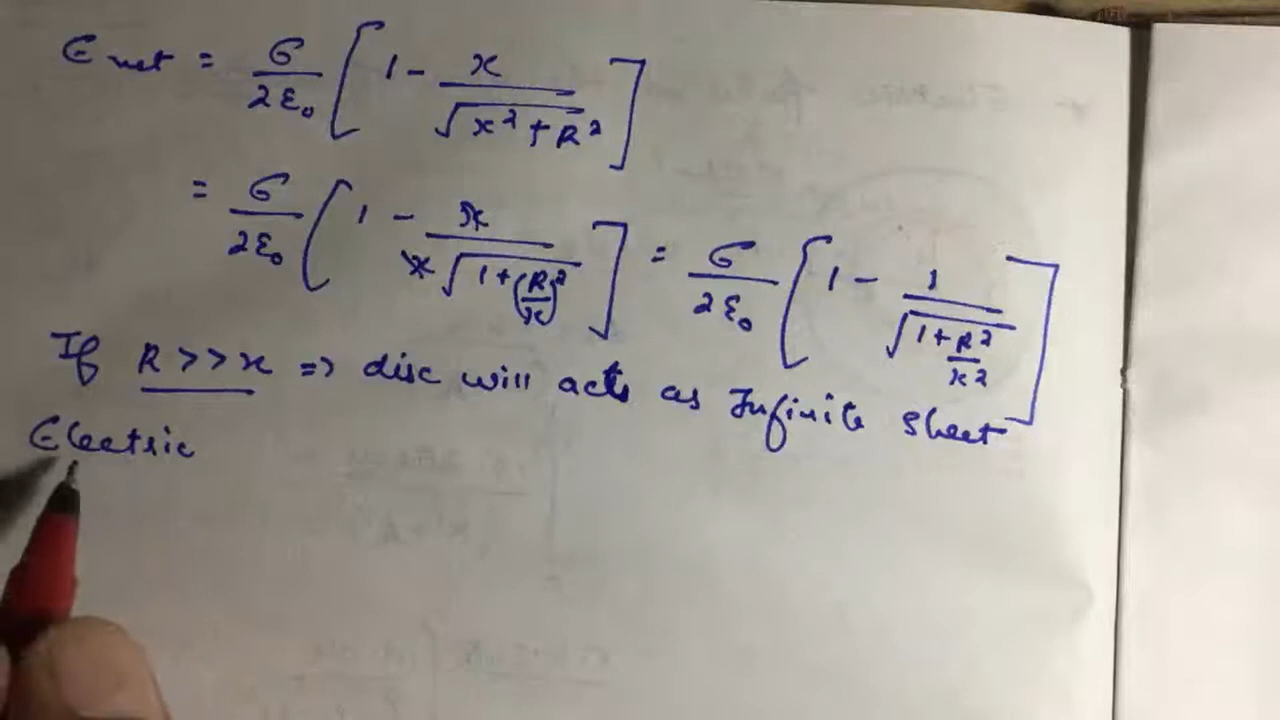 E net = σ/2ε₀ [ 1 - x/√(x² + R²) ]
= σ/2ε₀ [ 1 - x/(x√(1 + (R/x)²)) ] = σ/2ε₀ [ 1 - 1/√(1 + R²/x²) ]
If R >> x => disc will acts as Infinite sheet
Electric